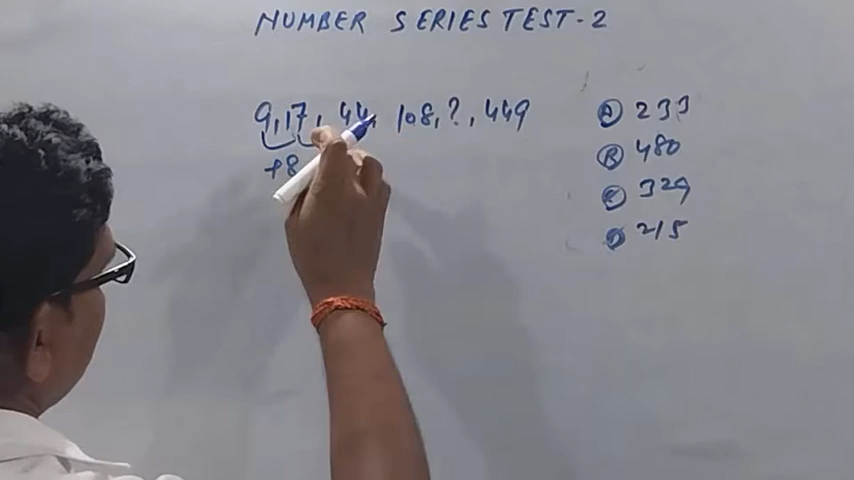 NUMBER SERIES TEST-2
9, 17, 44, 108, ?, 449
+8
(A) 233
(B) 480
(C) 329
(D) 215